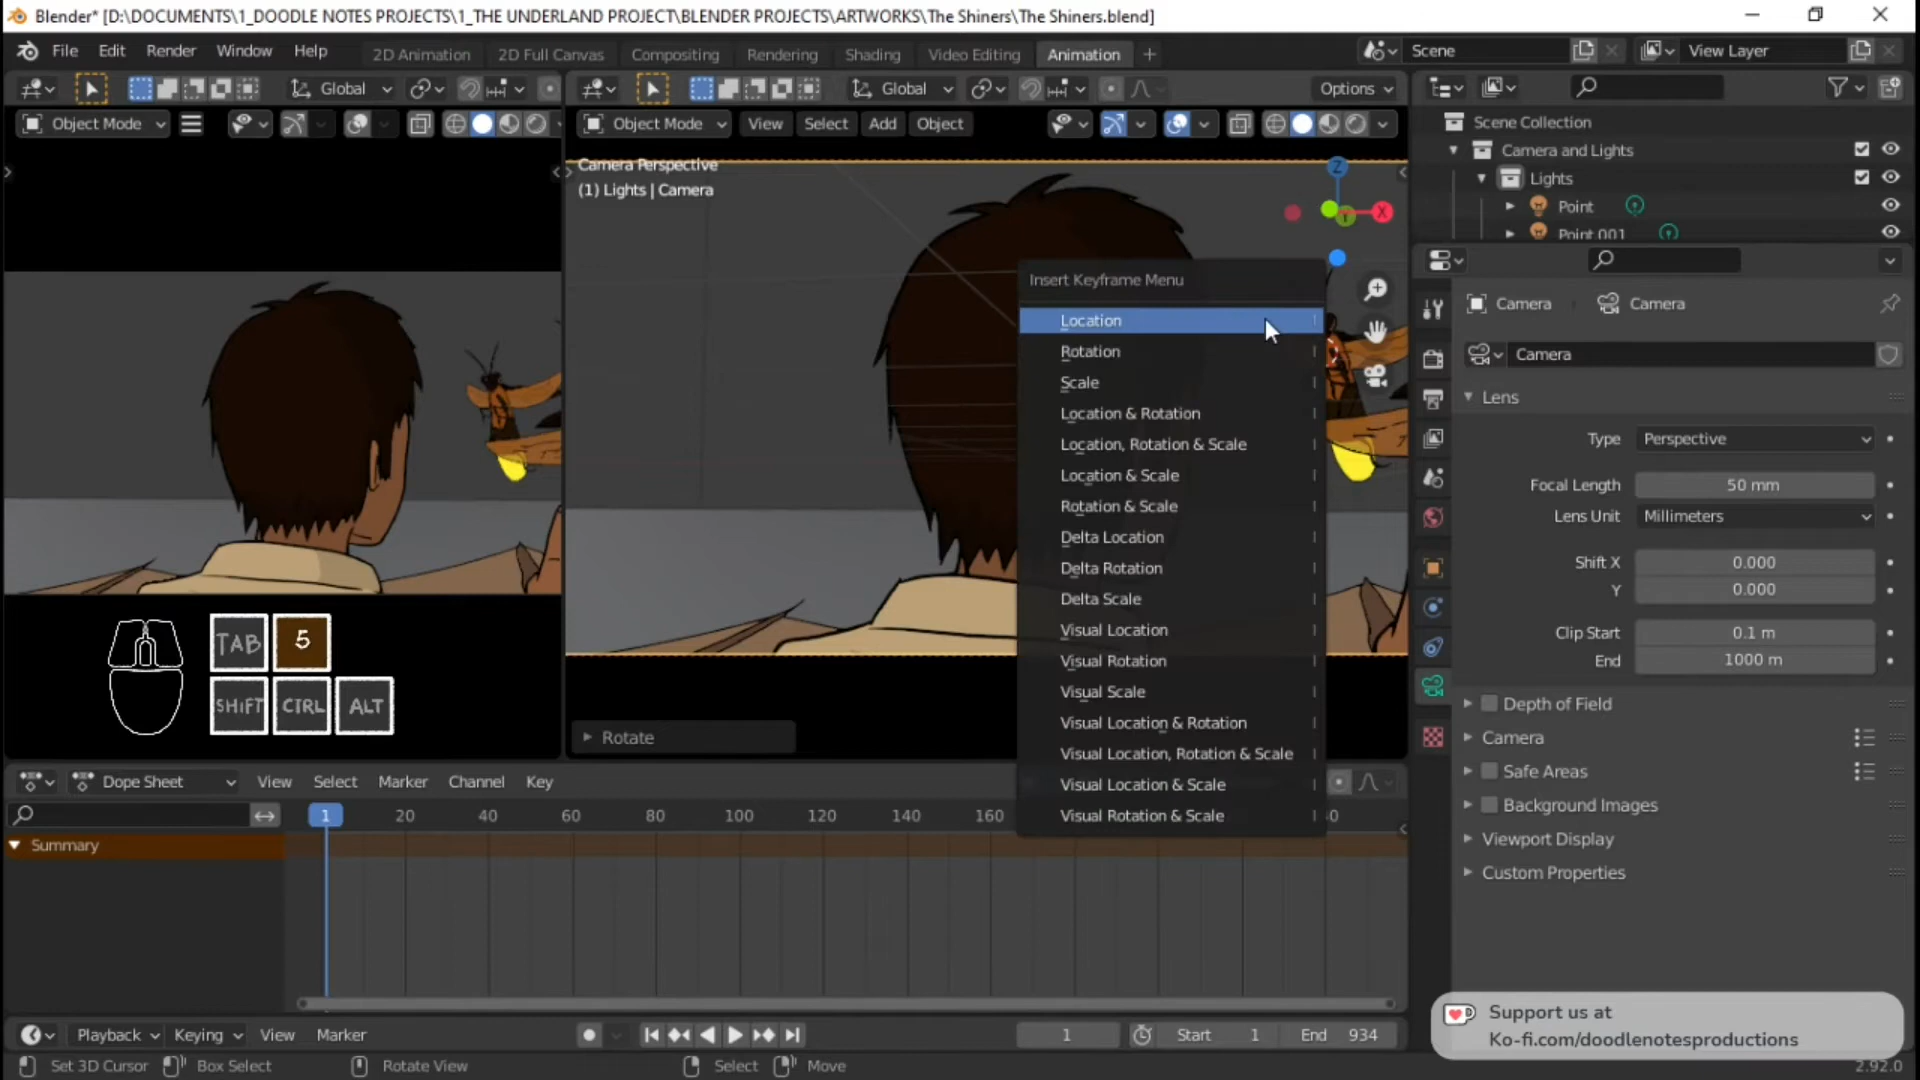 Blender* [D:\DOCUMENTS\1_DOODLE NOTES PROJECTS\1_THE UNDERLAND PROJECT\BLENDER PROJECTS\ARTWORKS\The Shiners\The Shiners.blend]
File Edit Render Window Help 2D Animation 2D Full Canvas Compositing Rendering Shading Video Editing Animation + Scene View Layer
Global Global Options
Object Mode Object Mode View Select Add Object
Scene Collection
Camera and Lights
Lights
Point
Point.001
Camera Perspective
(1) Lights | Camera
Z
X
Y
Insert Keyframe Menu
Location I
Rotation I
Scale I
Location & Rotation I
Location, Rotation & Scale I
Location & Scale I
Rotation & Scale I
Delta Location I
Delta Rotation I
Delta Scale I
Visual Location I
Visual Rotation I
Visual Scale I
Visual Location & Rotation I
Visual Location, Rotation & Scale I
Visual Location & Scale I
Visual Rotation & Scale I
TAB 5
SHIFT CTRL ALT
Rotate
Camera Camera
Camera
Lens
Type Perspective
Focal Length 50 mm
Lens Unit Millimeters
Shift X 0.000
Y 0.000
Clip Start 0.1 m
End 1000 m
Depth of Field
Camera
Safe Areas
Background Images
Viewport Display
Custom Properties
Dope Sheet View Select Marker Channel Key
1 20 40 60 80 100 120 140 160
Summary
Playback Keying View Marker 1 Start 1 End 934
Set 3D Cursor Box Select Rotate View Select Move
Support us at
Ko-fi.com/doodlenotesproductions
2.92.0